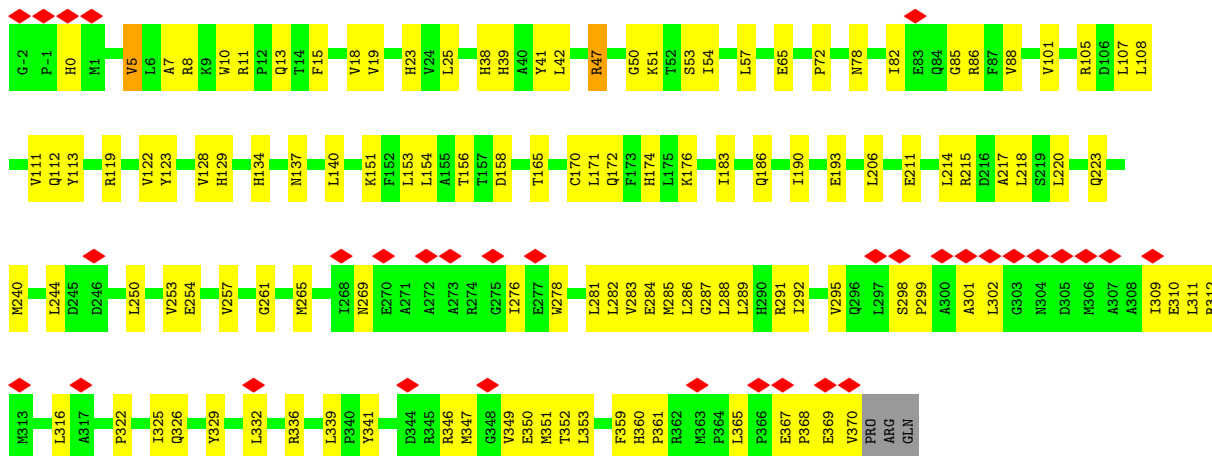 G-2 P-1 H0 M1 V5 L6 A7 R8 K9 W10 R11 P12 Q13 T14 F15 V18 V19 H23 V24 L25 H38 H39 A40 Y41 L42 R47 G50 K51 T52 S53 I54 L57 E65 P72 N78 I82 E83 Q84 G85 R86 F87 V88 V101 R105 D106 L107 L108
V111 Q112 Y113 R119 V122 Y123 V128 H129 H134 N137 L140 K151 F152 L153 L154 A155 T156 T157 D158 T165 C170 L171 Q172 F173 H174 L175 K176 I183 Q186 I190 E193 L206 E211 L214 R215 D216 A217 L218 S219 L220 Q223
M240 L244 D245 D246 L250 V253 E254 V257 G261 M265 I268 N269 E270 A271 A272 A273 R274 G275 I276 E277 W278 L281 L282 V283 E284 M285 L286 G287 L288 L289 H290 R291 I292 V295 Q296 L297 S298 P299 A300 A301 L302 G303 N304 D305 M306 A307 A308 I309 E310 L311 R312
M313 L316 A317 P322 I325 Q326 Y329 L332 R336 L339 P340 Y341 D344 R345 R346 M347 G348 V349 E350 M351 T352 L353 F359 H360 P361 R362 M363 P364 L365 P366 E367 P368 E369 V370 PRO ARG GLN